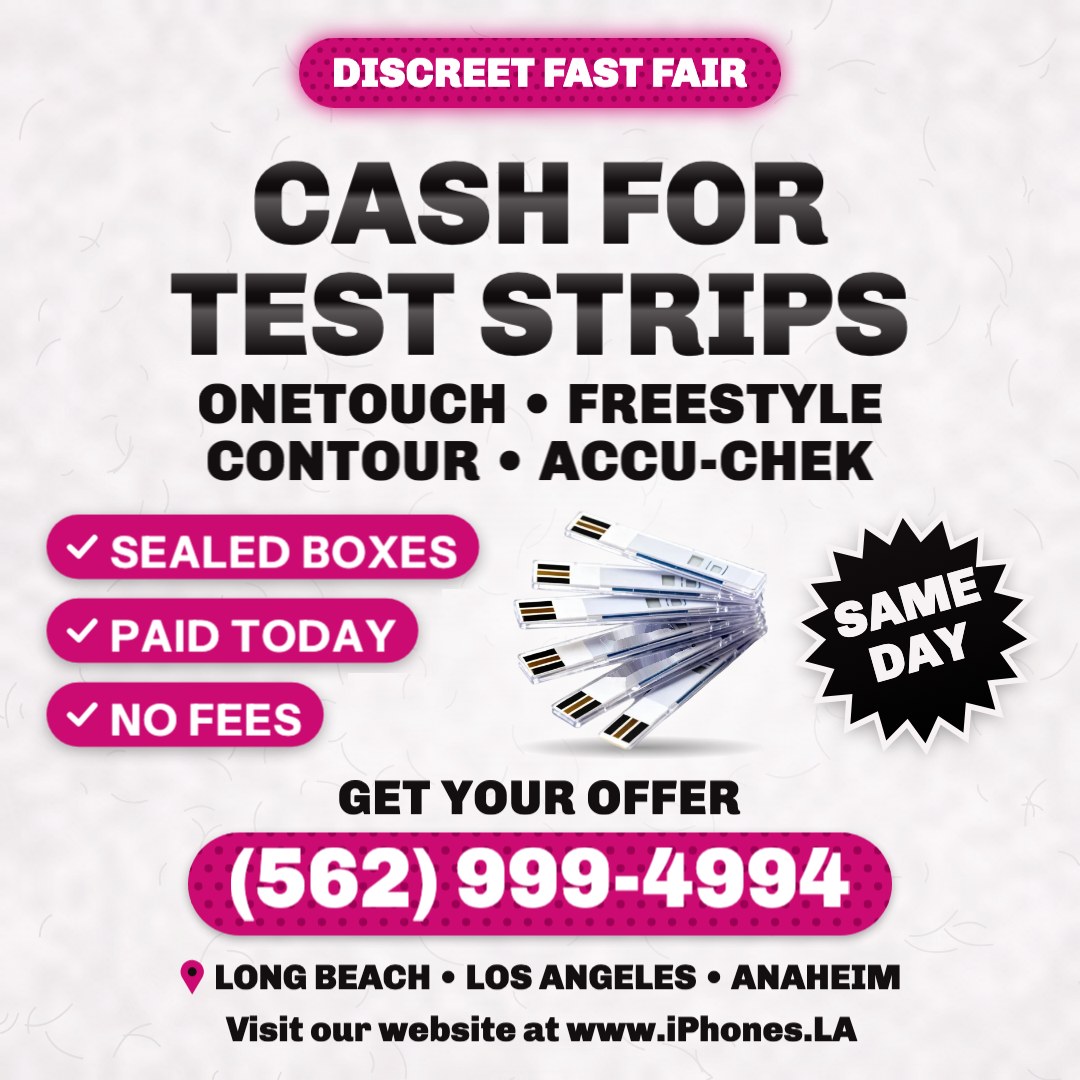 DISCREET FAST FAIR
CASH FOR
TEST STRIPS
ONETOUCH • FREESTYLE
CONTOUR • ACCU-CHEK
✓ SEALED BOXES
✓ PAID TODAY
✓ NO FEES
SAME
DAY
GET YOUR OFFER
(562) 999-4994
LONG BEACH • LOS ANGELES • ANAHEIM
Visit our website at www.iPhones.LA